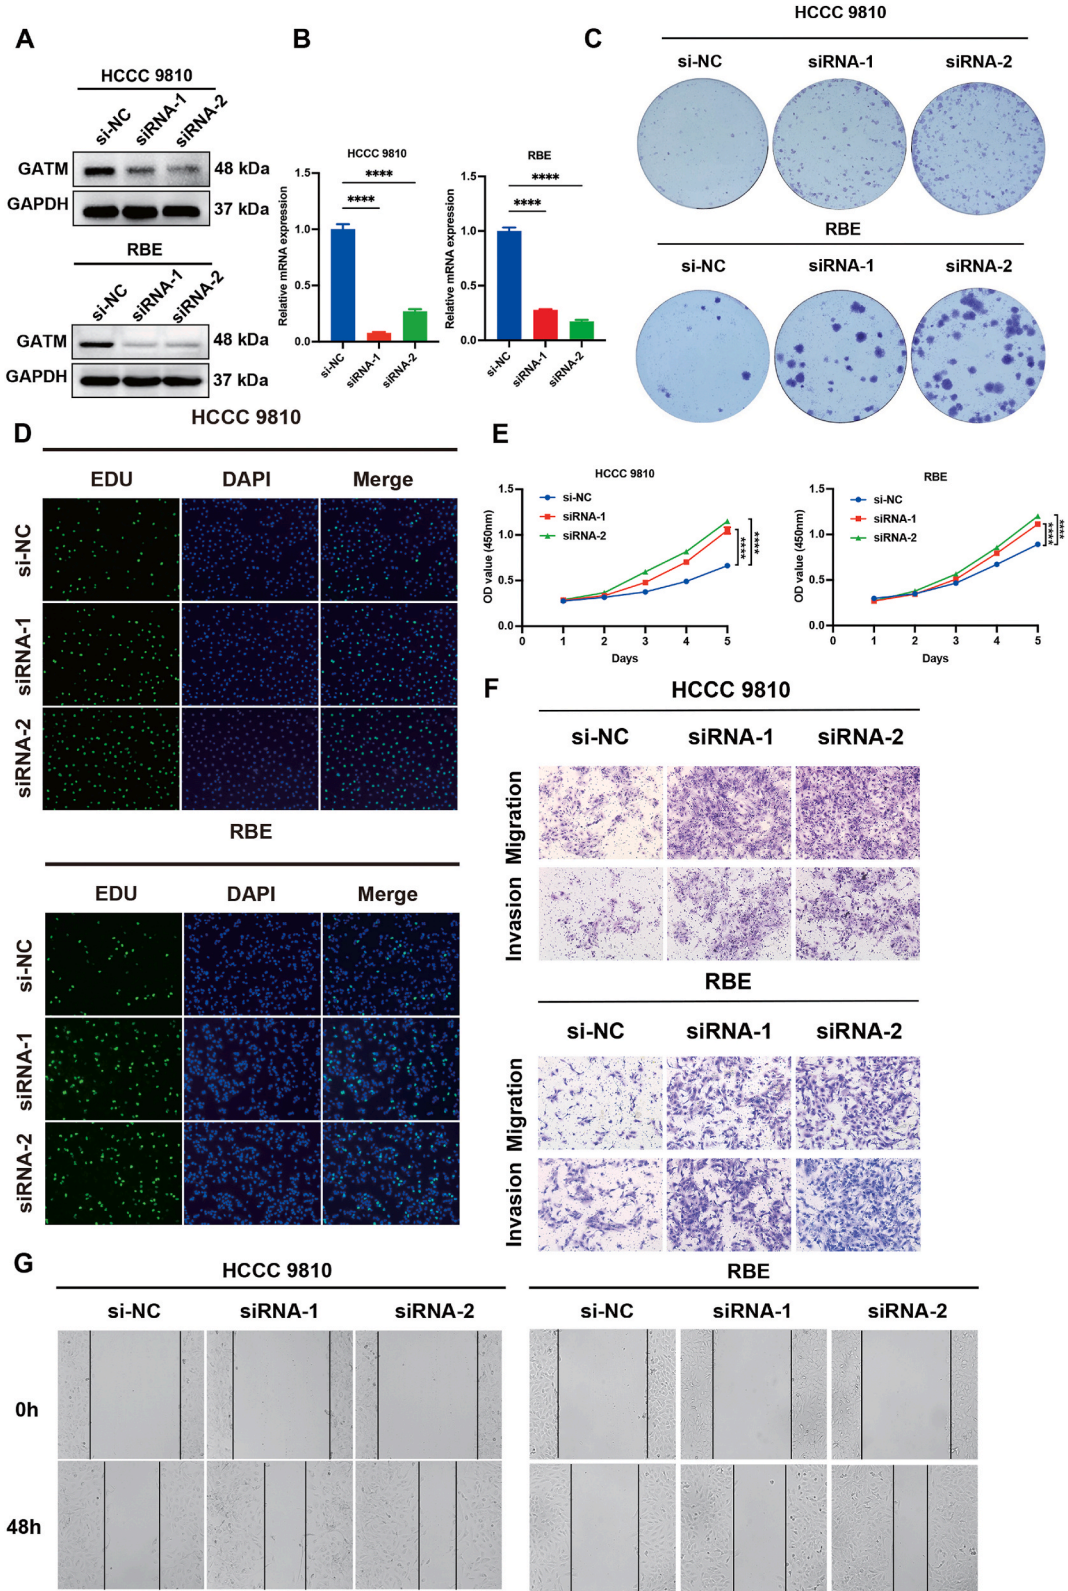 A
HCCC 9810
si-NC siRNA-1 siRNA-2
GATM 48 kDa
GAPDH 37 kDa
RBE
si-NC siRNA-1 siRNA-2
GATM 48 kDa
GAPDH 37 kDa
B
HCCC 9810
Relative mRNA expression
1.5
1.0
0.5
0.0
****
****
si-NC siRNA-1 siRNA-2
RBE
Relative mRNA expression
1.5
1.0
0.5
0.0
****
****
si-NC siRNA-1 siRNA-2
C
HCCC 9810
si-NC siRNA-1 siRNA-2
RBE
si-NC siRNA-1 siRNA-2
D
HCCC 9810
EDU DAPI Merge
si-NC
siRNA-1
siRNA-2
RBE
EDU DAPI Merge
si-NC
siRNA-1
siRNA-2
E
HCCC 9810
OD value (450nm)
1.5
1.0
0.5
0.0
si-NC
siRNA-1
siRNA-2
****
****
0 1 2 3 4 5
Days
RBE
OD value (450nm)
1.5
1.0
0.5
0.0
si-NC
siRNA-1
siRNA-2
****
****
0 1 2 3 4 5
Days
F
HCCC 9810
si-NC siRNA-1 siRNA-2
Migration
Invasion
RBE
si-NC siRNA-1 siRNA-2
Migration
Invasion
G
HCCC 9810
si-NC siRNA-1 siRNA-2
RBE
si-NC siRNA-1 siRNA-2
0h
48h